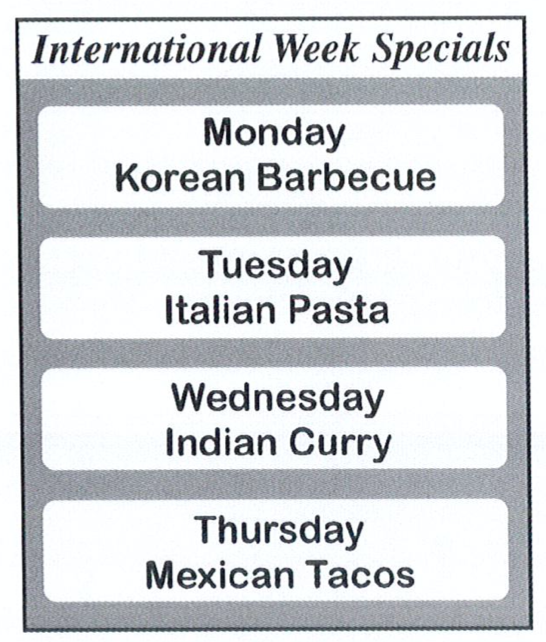 International Week Specials
Monday
Korean Barbecue
Tuesday
Italian Pasta
Wednesday
Indian Curry
Thursday
Mexican Tacos